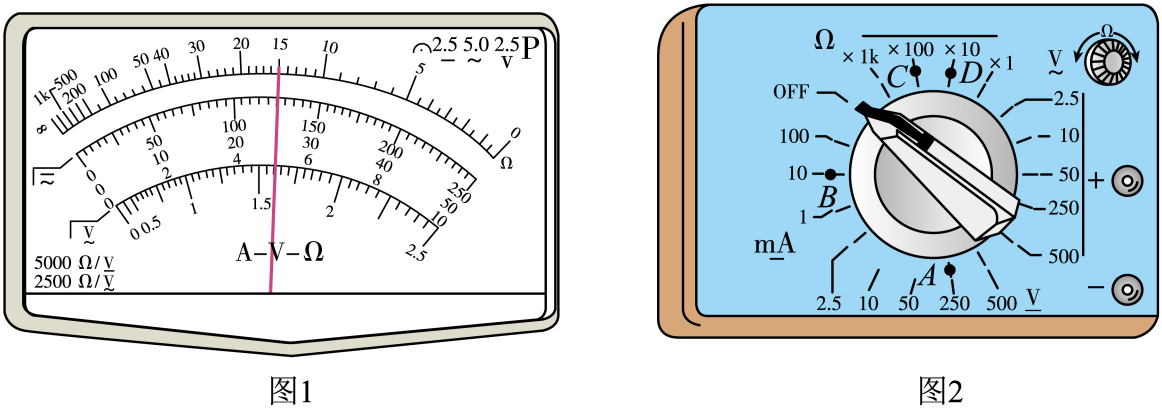 1k 500 200 100 50 40 30 20 15 10 5 0
∞ Ω
2.5 5.0 2.5 V P
0 50 100 150 200 250
0 10 20 30 40 50
0 2 4 6 8 10
0 0.5 1 1.5 2 2.5
V
A-V-Ω
5000 Ω/V
2500 Ω/V
图1
Ω ×1k ×100 ×10 ×1
C D
OFF
100
10
1
B
mA
2.5 10 50 250 500 V
A
V
2.5
10
50
250
500
Ω
+
−
图2